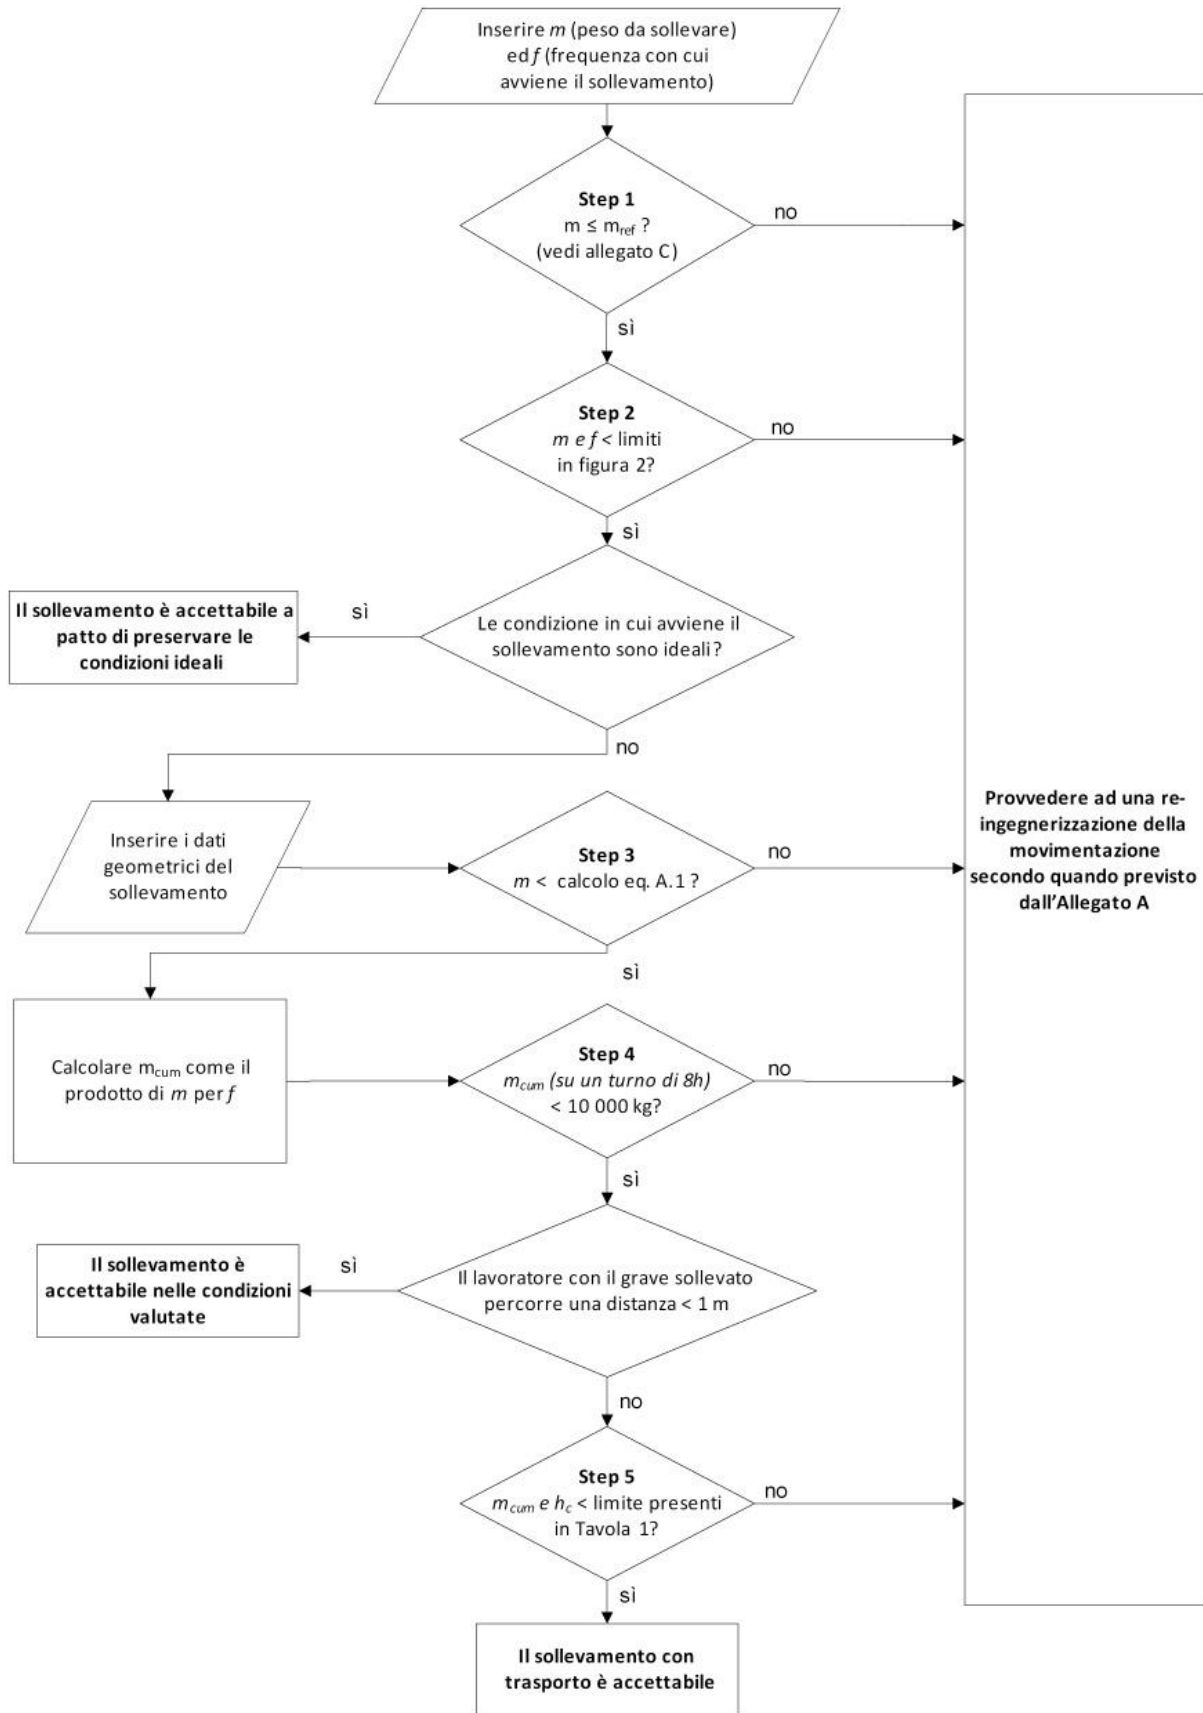 Inserire m (peso da sollevare)
ed f (frequenza con cui
avviene il sollevamento)
Step 1
m ≤ mref ?
(vedi allegato C)
no
sì
Step 2
m e f < limiti
in figura 2?
no
sì
Le condizione in cui avviene il
sollevamento sono ideali?
sì
Il sollevamento è accettabile a
patto di preservare le
condizioni ideali
no
Inserire i dati
geometrici del
sollevamento
Step 3
m < calcolo eq. A.1 ?
no
Provvedere ad una re-
ingegnerizzazione della
movimentazione
secondo quando previsto
dall'Allegato A
sì
Calcolare mcum come il
prodotto di m per f
Step 4
mcum (su un turno di 8h)
< 10 000 kg?
no
sì
Il lavoratore con il grave sollevato
percorre una distanza < 1 m
sì
Il sollevamento è
accettabile nelle condizioni
valutate
no
Step 5
mcum e hc < limite presenti
in Tavola 1?
no
sì
Il sollevamento con
trasporto è accettabile